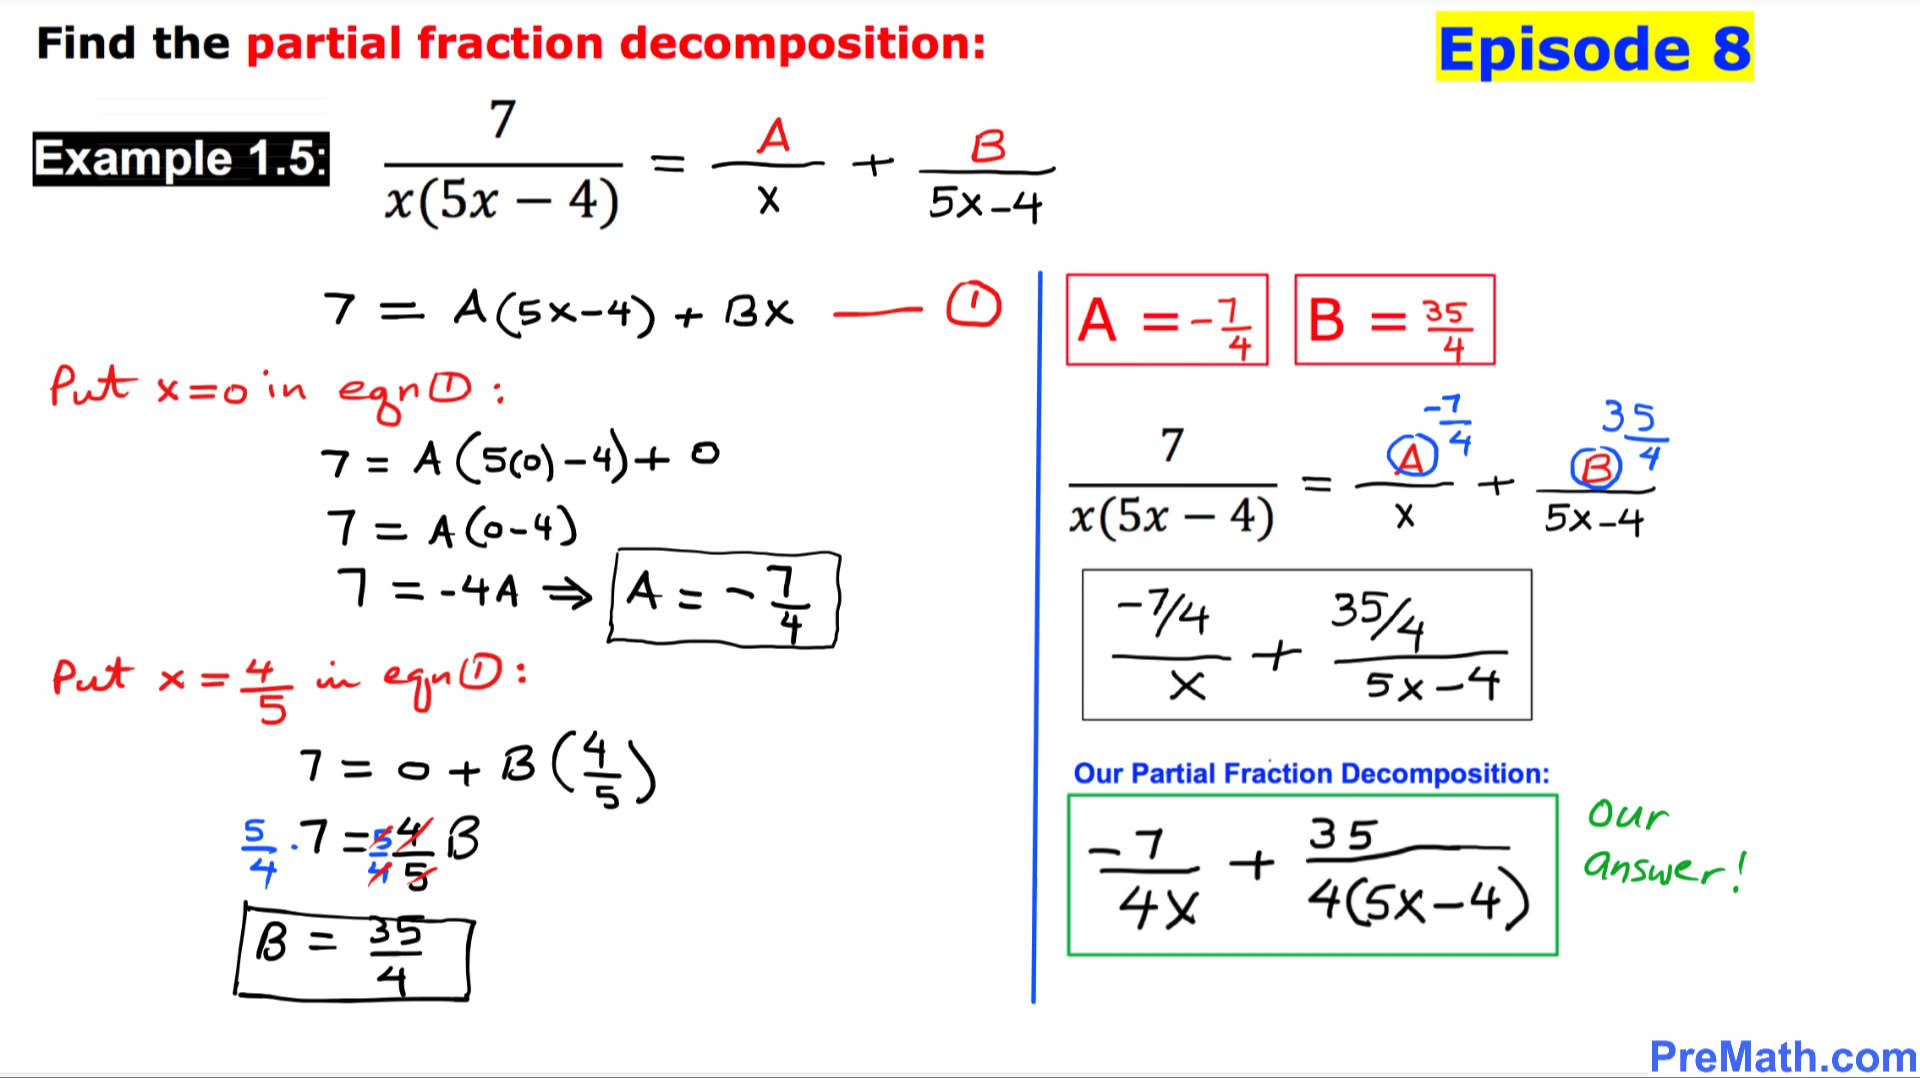 Find the partial fraction decomposition:
Episode 8
Example 1.5: 7/x(5x − 4) = A/x + B/5x−4
7 = A(5x−4) + Bx —— ①
Put x=0 in eqn①:
7 = A(5(0)−4)+ 0
7 = A(0−4)
7 = -4A ⇒ A = −7/4
Put x = 4/5 in eqn①:
7 = 0 + B(4/5)
5/4 · 7 = 5/4 4/5 B
B = 35/4
A = −7/4 B = 35/4
−7/4 35/4
7/x(5x − 4) = A/x + B/5x−4
−7/4/x + 35/4/5x−4
Our Partial Fraction Decomposition:
−7/4x + 35/4(5x−4)
Our
answer!
PreMath.com